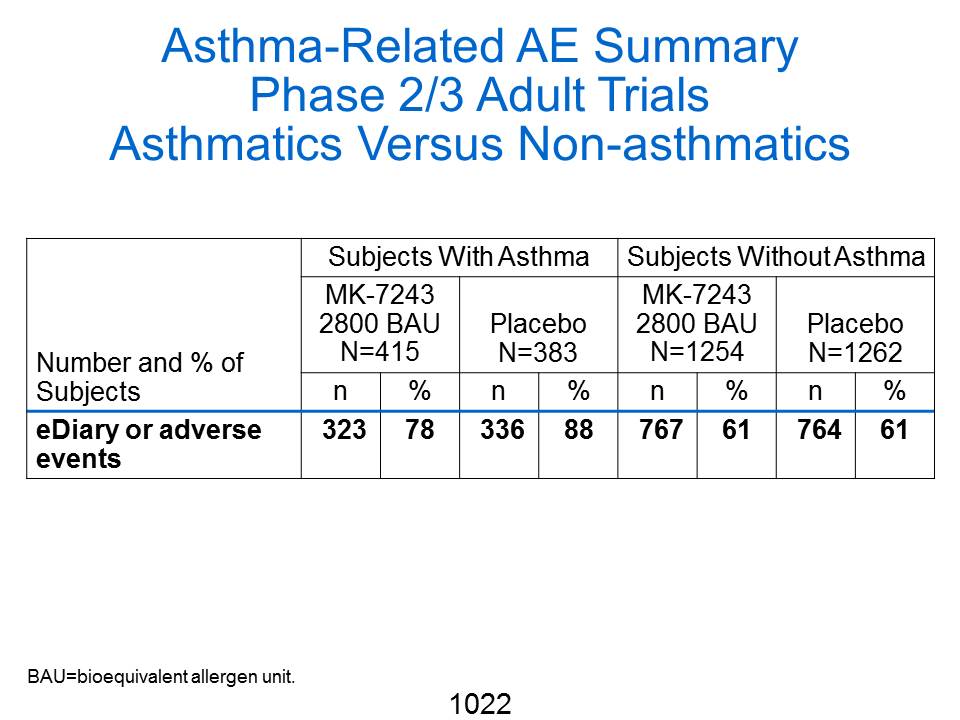 Asthma-Related AE Summary
Phase 2/3 Adult Trials
Asthmatics Versus Non-asthmatics
Number and % of
Subjects
Subjects With Asthma
Subjects Without Asthma
MK-7243
2800 BAU
N=415
Placebo
N=383
MK-7243
2800 BAU
N=1254
Placebo
N=1262
n % n % n % n %
eDiary or adverse
events
323 78 336 88 767 61 764 61
BAU=bioequivalent allergen unit.
1022